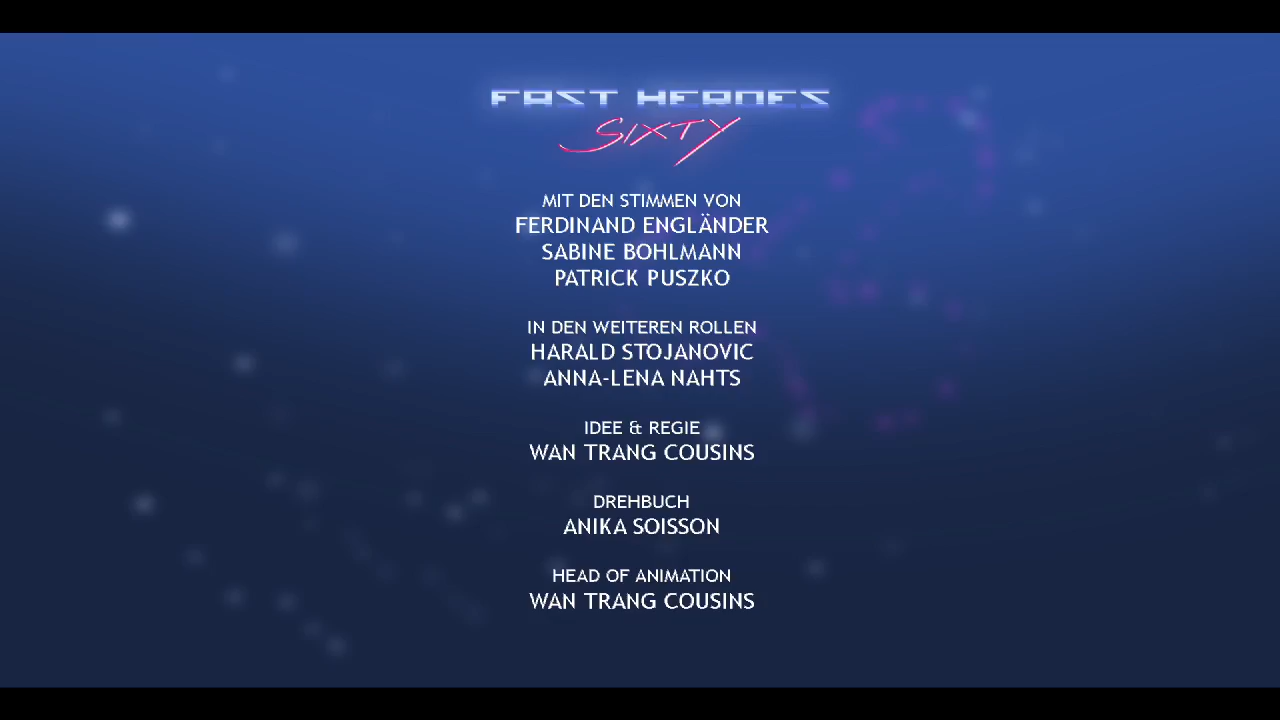 FAST HEROES
SIXTY
MIT DEN STIMMEN VON
FERDINAND ENGLÄNDER
SABINE BOHLMANN
PATRICK PUSZKO
IN DEN WEITEREN ROLLEN
HARALD STOJANOVIC
ANNA-LENA NAHTS
IDEE & REGIE
WAN TRANG COUSINS
DREHBUCH
ANIKA SOISSON
HEAD OF ANIMATION
WAN TRANG COUSINS